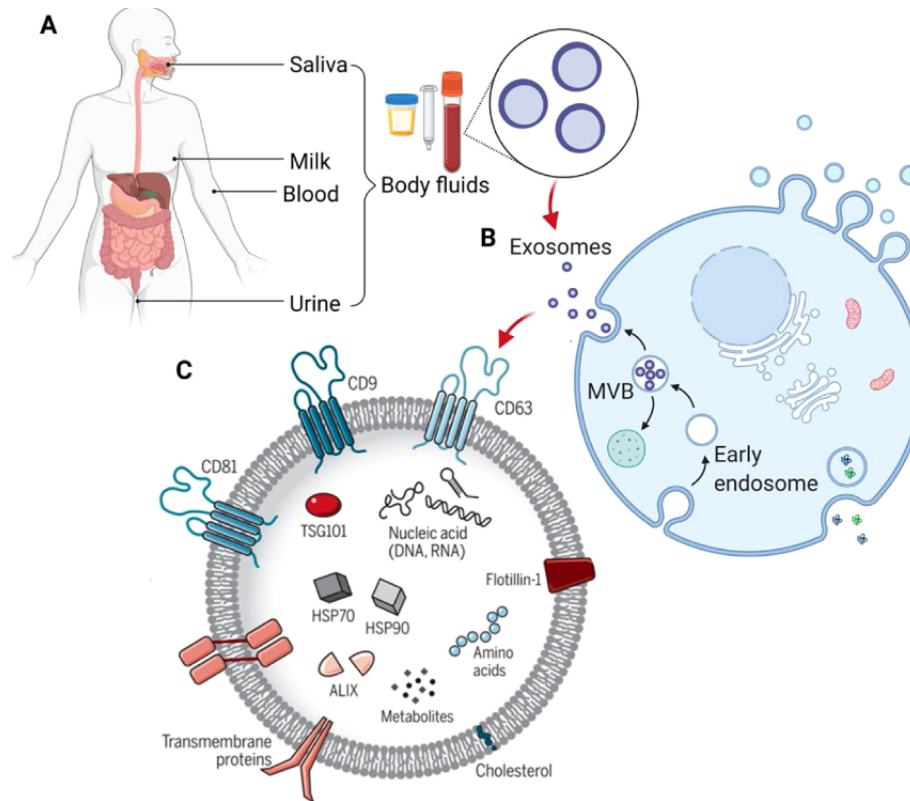 A
Saliva
Milk
Blood
Urine
Body fluids
B
Exosomes
MVB
Early
endosome
C
CD9
CD63
CD81
TSG101
Nucleic acid
(DNA, RNA)
Flotillin-1
HSP70
HSP90
Amino
acids
ALIX
Metabolites
Transmembrane
proteins
Cholesterol